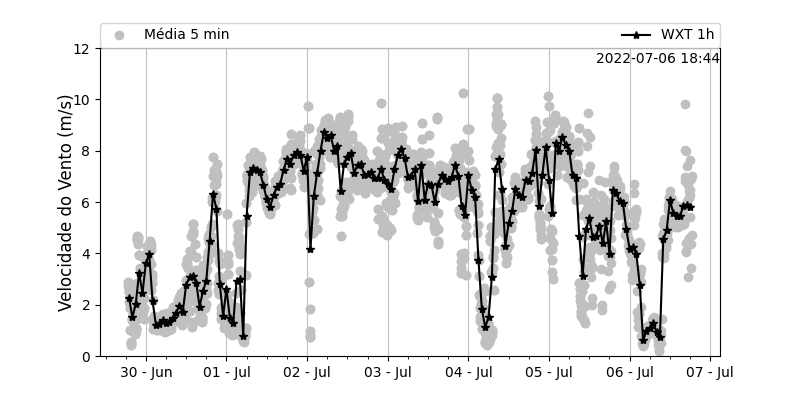 Média 5 min
WXT 1h
2022-07-06 18:44
Velocidade do Vento (m/s)
12
10
8
6
4
2
0
30 - Jun
01 - Jul
02 - Jul
03 - Jul
04 - Jul
05 - Jul
06 - Jul
07 - Jul